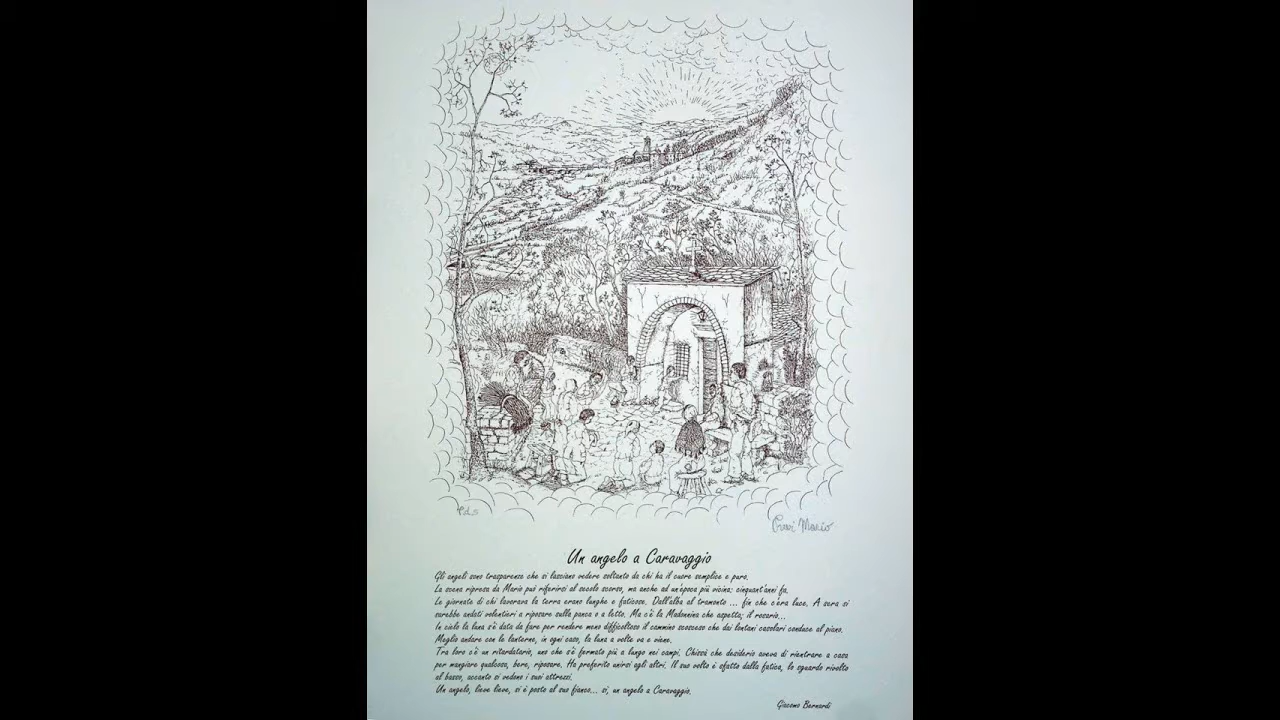 P.d.S
Prosi Mario
Un angelo a Caravaggio
Gli angeli sono trasparenze che si lasciano vedere soltanto da chi ha il cuore semplice e puro.
La scena ripresa da Mario può riferirsi al secolo scorso, ma anche ad un'epoca più vicina: cinquant'anni fa.
Le giornate di chi lavorava la terra erano lunghe e faticose. Dall'alba al tramonto ... fin che c'era luce. A sera si
sarebbe andati volentieri a riposare sulla panca o a letto. Ma c'è la Madonnina che aspetta; il rosario...
In cielo la luna s'è data da fare per rendere meno difficoltoso il cammino scosceso che dai lontani casolari conduce al piano.
Meglio andare con le lanterne, in ogni caso, la luna a volte va e viene.
Tra loro c'è un ritardatario, uno che s'è fermato più a lungo nei campi. Chissà che desiderio aveva di rientrare a casa
per mangiare qualcosa, bere, riposare. Ha preferito unirsi agli altri. Il suo volto è sfatto dalla fatica, lo sguardo rivolto
al basso, accanto si vedono i suoi attrezzi.
Un angelo, lieve lieve, si è posto al suo fianco... si, un angelo a Caravaggio.
Giacomo Bernardi